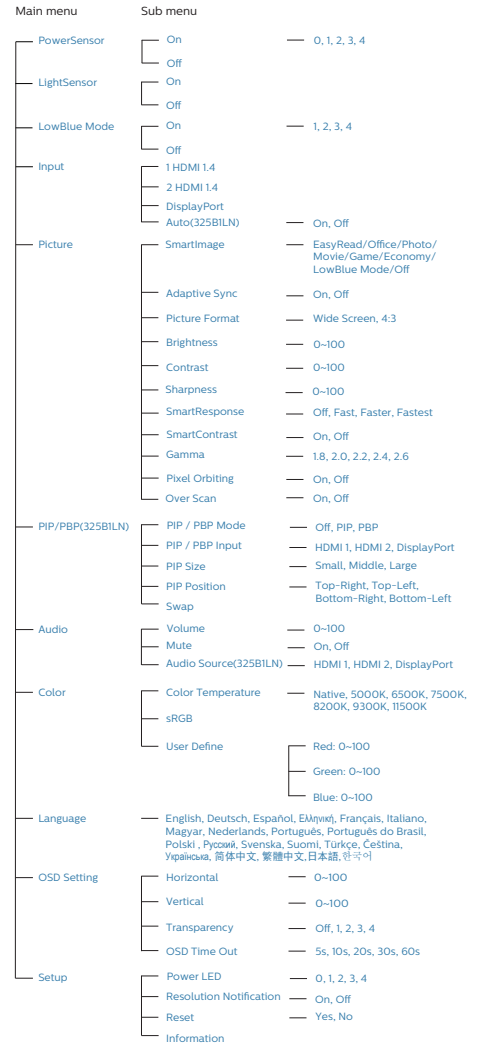 Main menu Sub menu
PowerSensor On 0, 1, 2, 3, 4
Off
LightSensor On
Off
LowBlue Mode On 1, 2, 3, 4
Off
Input 1 HDMI 1.4
2 HDMI 1.4
DisplayPort
Auto(325B1LN) On, Off
Picture SmartImage EasyRead/Office/Photo/
Movie/Game/Economy/
LowBlue Mode/Off
Adaptive Sync On, Off
Picture Format Wide Screen, 4:3
Brightness 0~100
Contrast 0~100
Sharpness 0~100
SmartResponse Off, Fast, Faster, Fastest
SmartContrast On, Off
Gamma 1.8, 2.0, 2.2, 2.4, 2.6
Pixel Orbiting On, Off
Over Scan On, Off
PIP/PBP(325B1LN) PIP / PBP Mode Off, PIP, PBP
PIP / PBP Input HDMI 1, HDMI 2, DisplayPort
PIP Size Small, Middle, Large
PIP Position Top-Right, Top-Left,
Bottom-Right, Bottom-Left
Swap
Audio Volume 0~100
Mute On, Off
Audio Source(325B1LN) HDMI 1, HDMI 2, DisplayPort
Color Color Temperature Native, 5000K, 6500K, 7500K,
8200K, 9300K, 11500K
sRGB
User Define Red: 0~100
Green: 0~100
Blue: 0~100
Language English, Deutsch, Español, Ελληνική, Français, Italiano,
Magyar, Nederlands, Português, Português do Brasil,
Polski , Русский, Svenska, Suomi, Türkçe, Čeština,
Українська, 简体中文, 繁體中文,日本語,한국어
OSD Setting Horizontal 0~100
Vertical 0~100
Transparency Off, 1, 2, 3, 4
OSD Time Out 5s, 10s, 20s, 30s, 60s
Setup Power LED 0, 1, 2, 3, 4
Resolution Notification On, Off
Reset Yes, No
Information